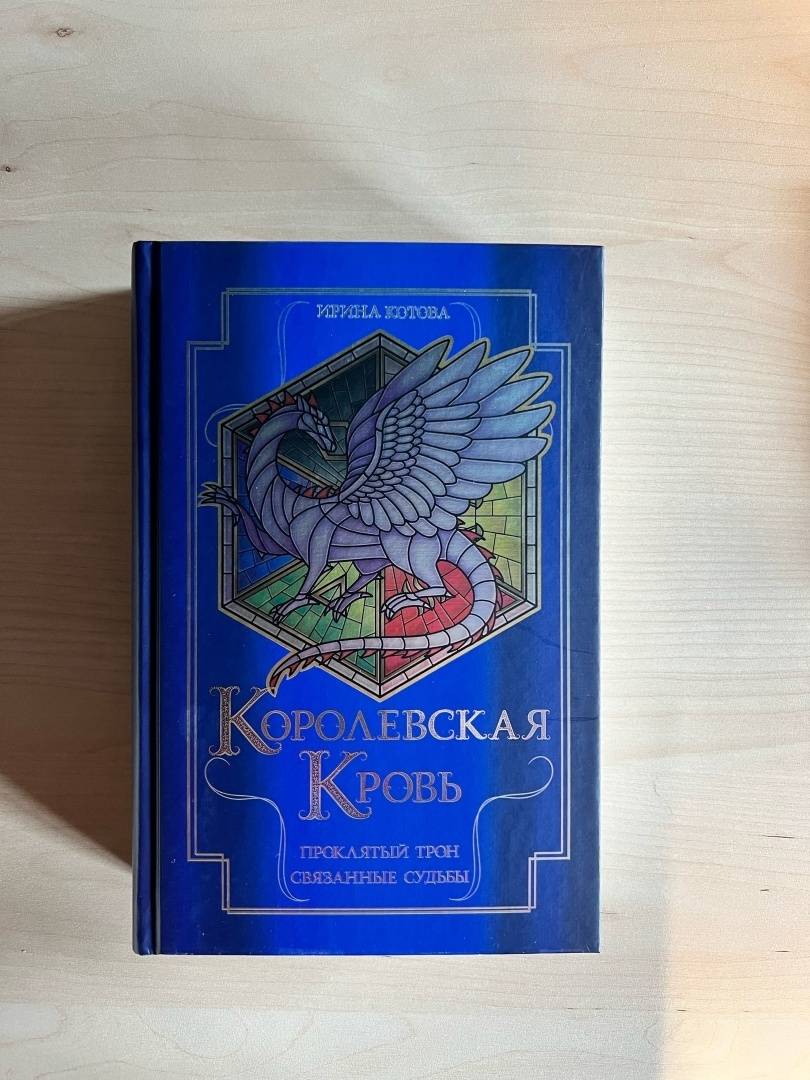 ИРИНА КОТОВА
КОРОЛЕВСКАЯ
КРОВЬ
ПРОКЛЯТЫЙ ТРОН
СВЯЗАННЫЕ СУДЬБЫ